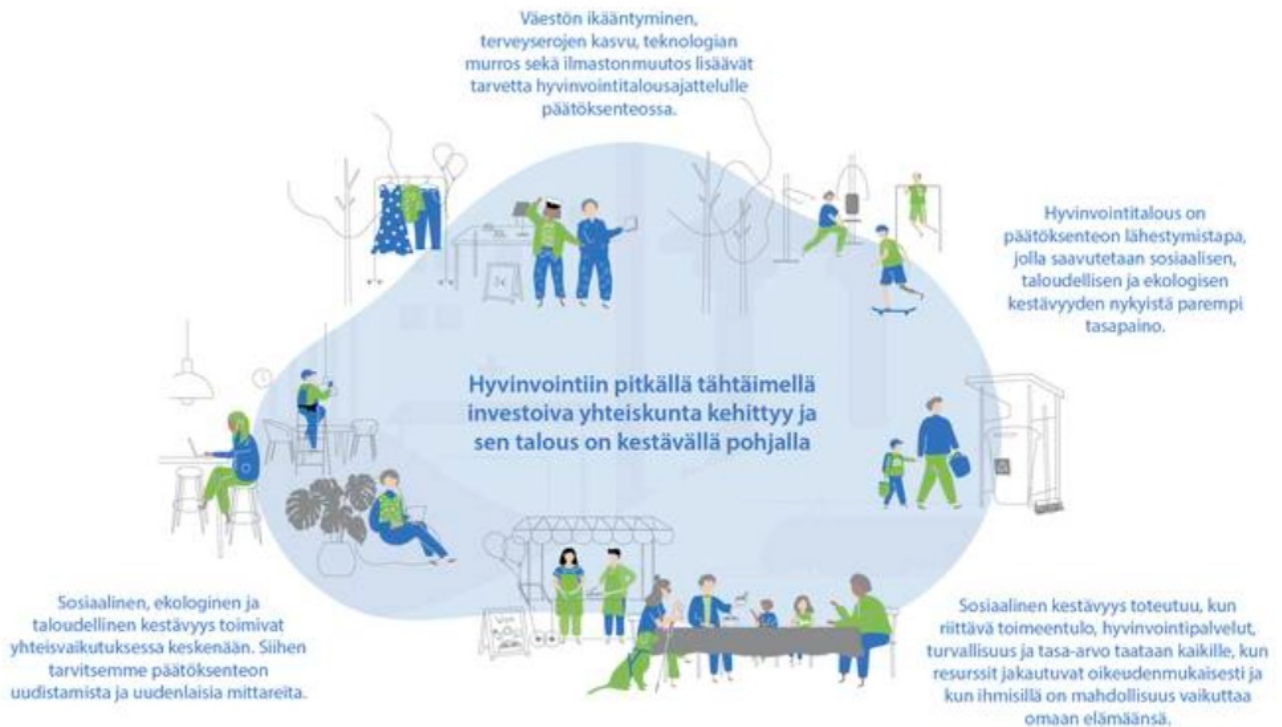 Väestön ikääntyminen,
terveyserojen kasvu, teknologian
murros sekä ilmastonmuutos lisäävät
tarvetta hyvinvointitalousajattelulle
päätöksenteossa.
Hyvinvointitalous on
päätöksenteon lähestymistapa,
jolla saavutetaan sosiaalisen,
taloudellisen ja ekologisen
kestävyyden nykyistä parempi
tasapaino.
Hyvinvointiin pitkällä tähtäimellä
investoiva yhteiskunta kehittyy ja
sen talous on kestävällä pohjalla
Sosiaalinen, ekologinen ja
taloudellinen kestävyys toimivat
yhteisvaikutuksessa keskenään. Siihen
tarvitsemme päätöksenteon
uudistamista ja uudenlaisia mittareita.
Sosiaalinen kestävyys toteutuu, kun
riittävä toimeentulo, hyvinvointipalvelut,
turvallisuus ja tasa-arvo taataan kaikille, kun
resurssit jakautuvat oikeudenmukaisesti ja
kun ihmisillä on mahdollisuus vaikuttaa
omaan elämäänsä.